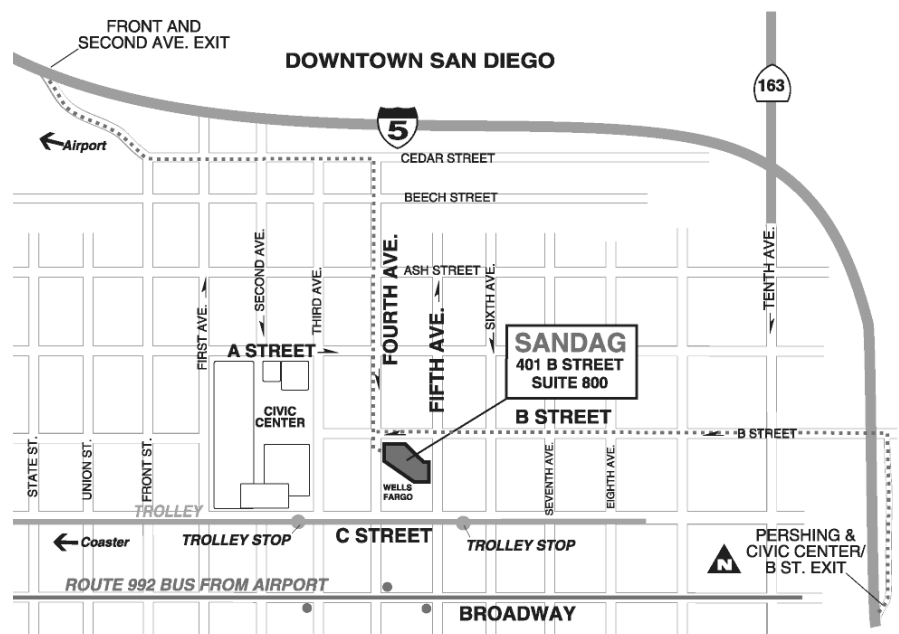 FRONT AND
SECOND AVE. EXIT
DOWNTOWN SAN DIEGO
163
5
Airport
CEDAR STREET
BEECH STREET
ASH STREET
FIRST AVE.
SECOND AVE.
THIRD AVE.
FOURTH AVE.
FIFTH AVE.
SIXTH AVE.
TENTH AVE.
A STREET
SANDAG
401 B STREET
SUITE 800
CIVIC
CENTER
B STREET
B STREET
STATE ST.
UNION ST.
FRONT ST.
SEVENTH AVE.
EIGHTH AVE.
WELLS
FARGO
TROLLEY
Coaster
TROLLEY STOP
C STREET
TROLLEY STOP
N
PERSHING &
CIVIC CENTER/
B ST. EXIT
ROUTE 992 BUS FROM AIRPORT
BROADWAY